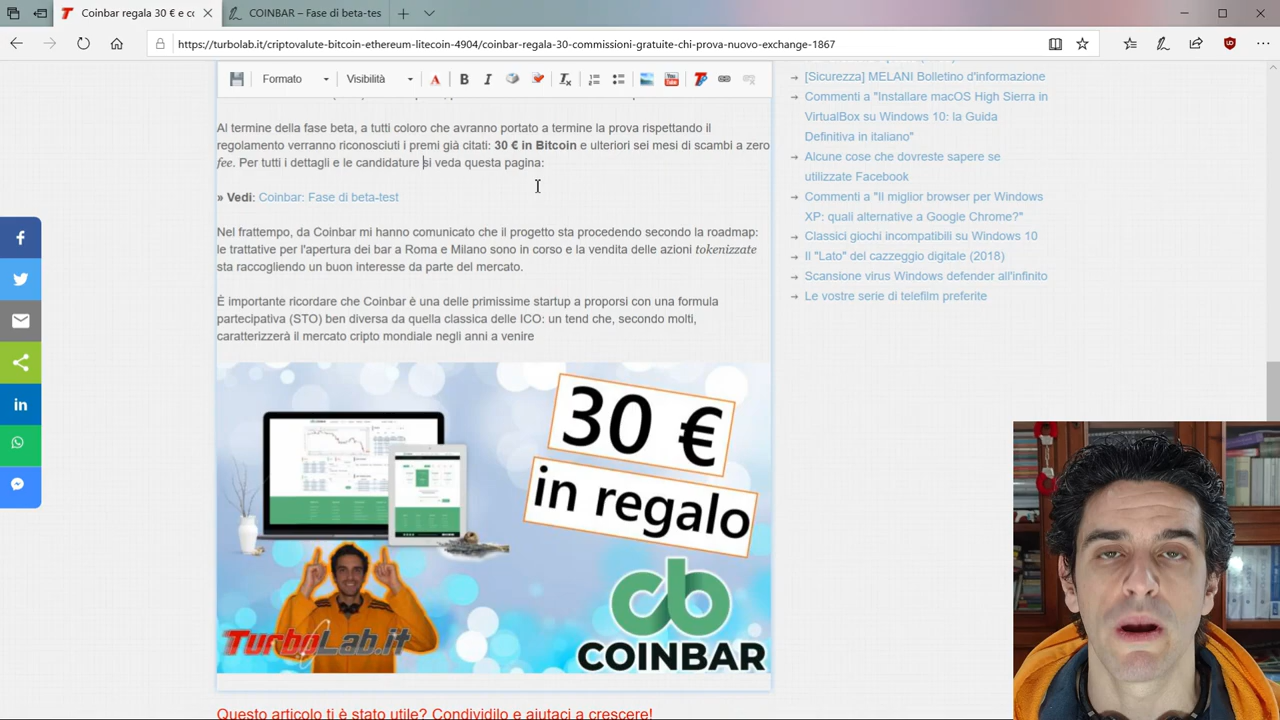 Coinbar regala 30 € e co
COINBAR – Fase di beta-tes
https://turbolab.it/criptovalute-bitcoin-ethereum-litecoin-4904/coinbar-regala-30-commissioni-gratuite-chi-prova-nuovo-exchange-1867
Formato
Visibilità
Al termine della fase beta, a tutti coloro che avranno portato a termine la prova rispettando il
regolamento verranno riconosciuti i premi già citati: 30 € in Bitcoin e ulteriori sei mesi di scambi a zero
fee. Per tutti i dettagli e le candidature si veda questa pagina:
» Vedi: Coinbar: Fase di beta-test
Nel frattempo, da Coinbar mi hanno comunicato che il progetto sta procedendo secondo la roadmap:
le trattative per l'apertura dei bar a Roma e Milano sono in corso e la vendita delle azioni tokenizzate
sta raccogliendo un buon interesse da parte del mercato.
È importante ricordare che Coinbar è una delle primissime startup a proporsi con una formula
partecipativa (STO) ben diversa da quella classica delle ICO: un tend che, secondo molti,
caratterizzerà il mercato cripto mondiale negli anni a venire
30 €
in regalo
TurboLab.it
cb
COINBAR
Questo articolo ti è stato utile? Condividilo e aiutaci a crescere!
[Sicurezza] MELANI Bolletino d'informazione
Commenti a "Installare macOS High Sierra in
VirtualBox su Windows 10: la Guida
Definitiva in italiano"
Alcune cose che dovreste sapere se
utilizzate Facebook
Commenti a "Il miglior browser per Windows
XP: quali alternative a Google Chrome?"
Classici giochi incompatibili su Windows 10
Il "Lato" del cazzeggio digitale (2018)
Scansione virus Windows defender all'infinito
Le vostre serie di telefilm preferite